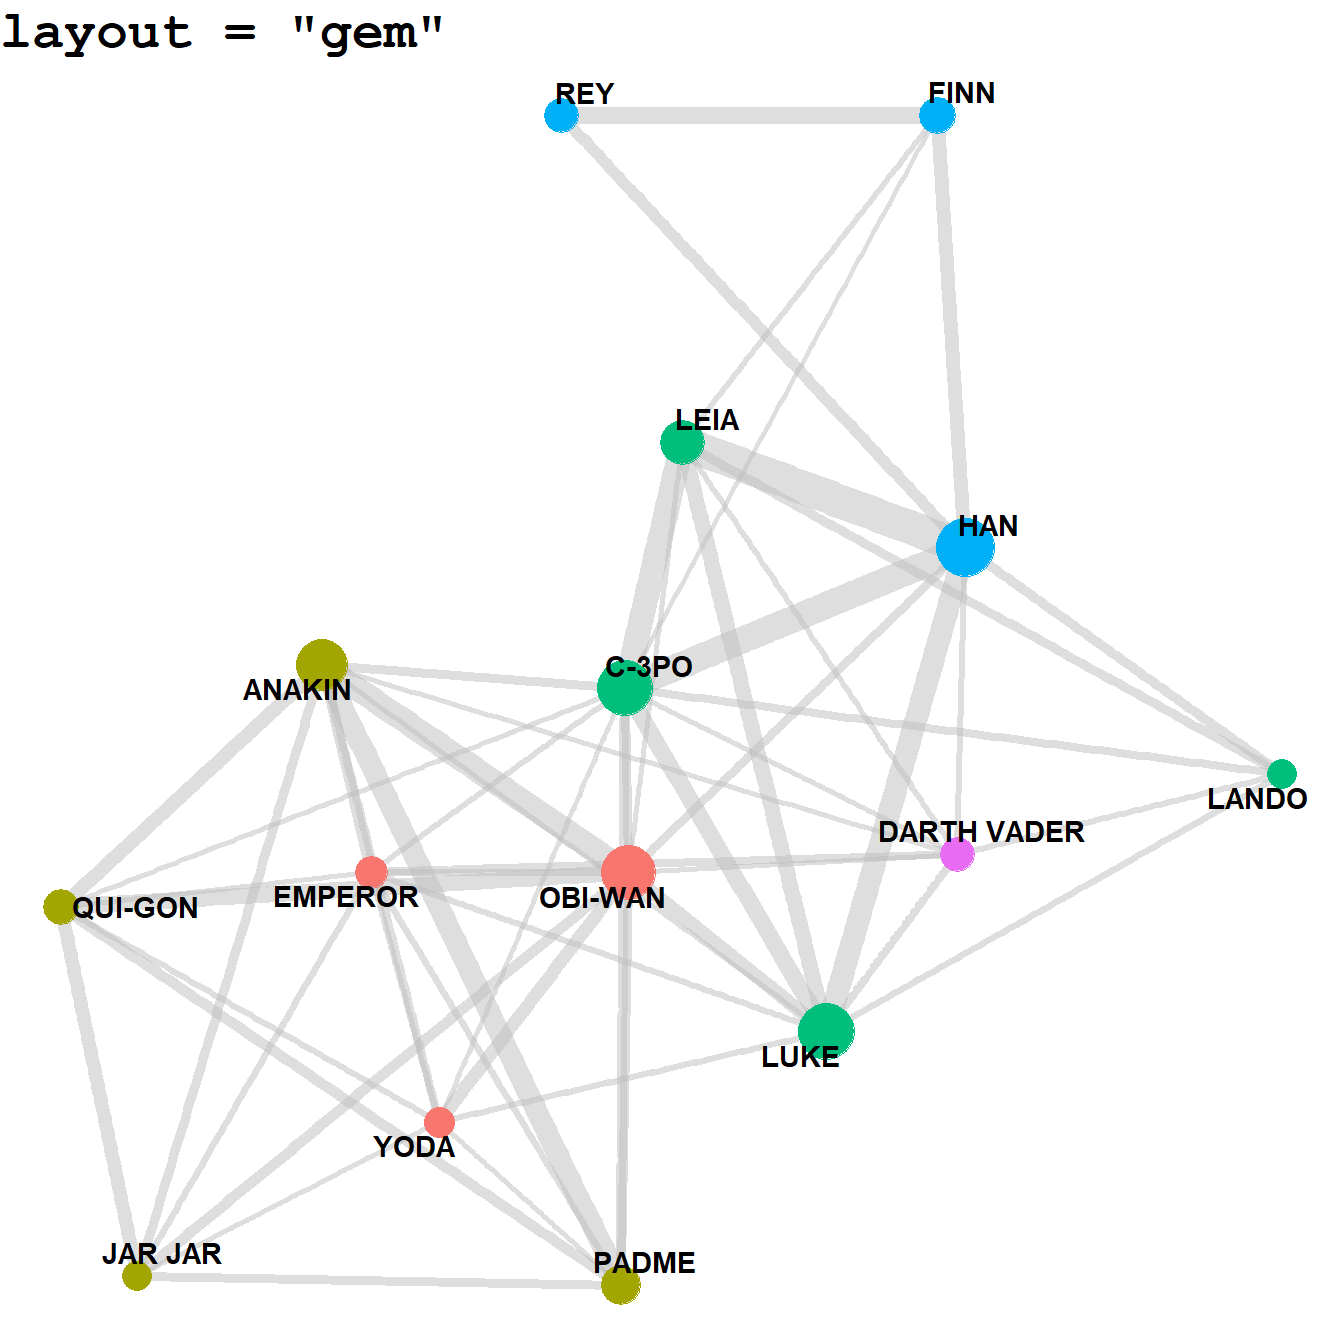 layout = "gem"
REY
FINN
LEIA
HAN
C-3PO
ANAKIN
LANDO
DARTH VADER
EMPEROR
OBI-WAN
QUI-GON
LUKE
YODA
JAR JAR
PADME